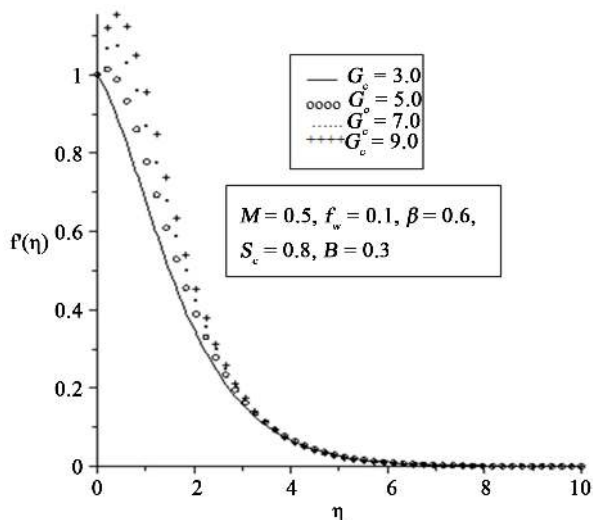 1
0.8
0.6
0.4
0.2
0
f'(η)
0 2 4 6 8 10
η
G_c = 3.0
G_c = 5.0
G_c = 7.0
G_c = 9.0
M = 0.5, f_w = 0.1, β = 0.6,
S_c = 0.8, B = 0.3